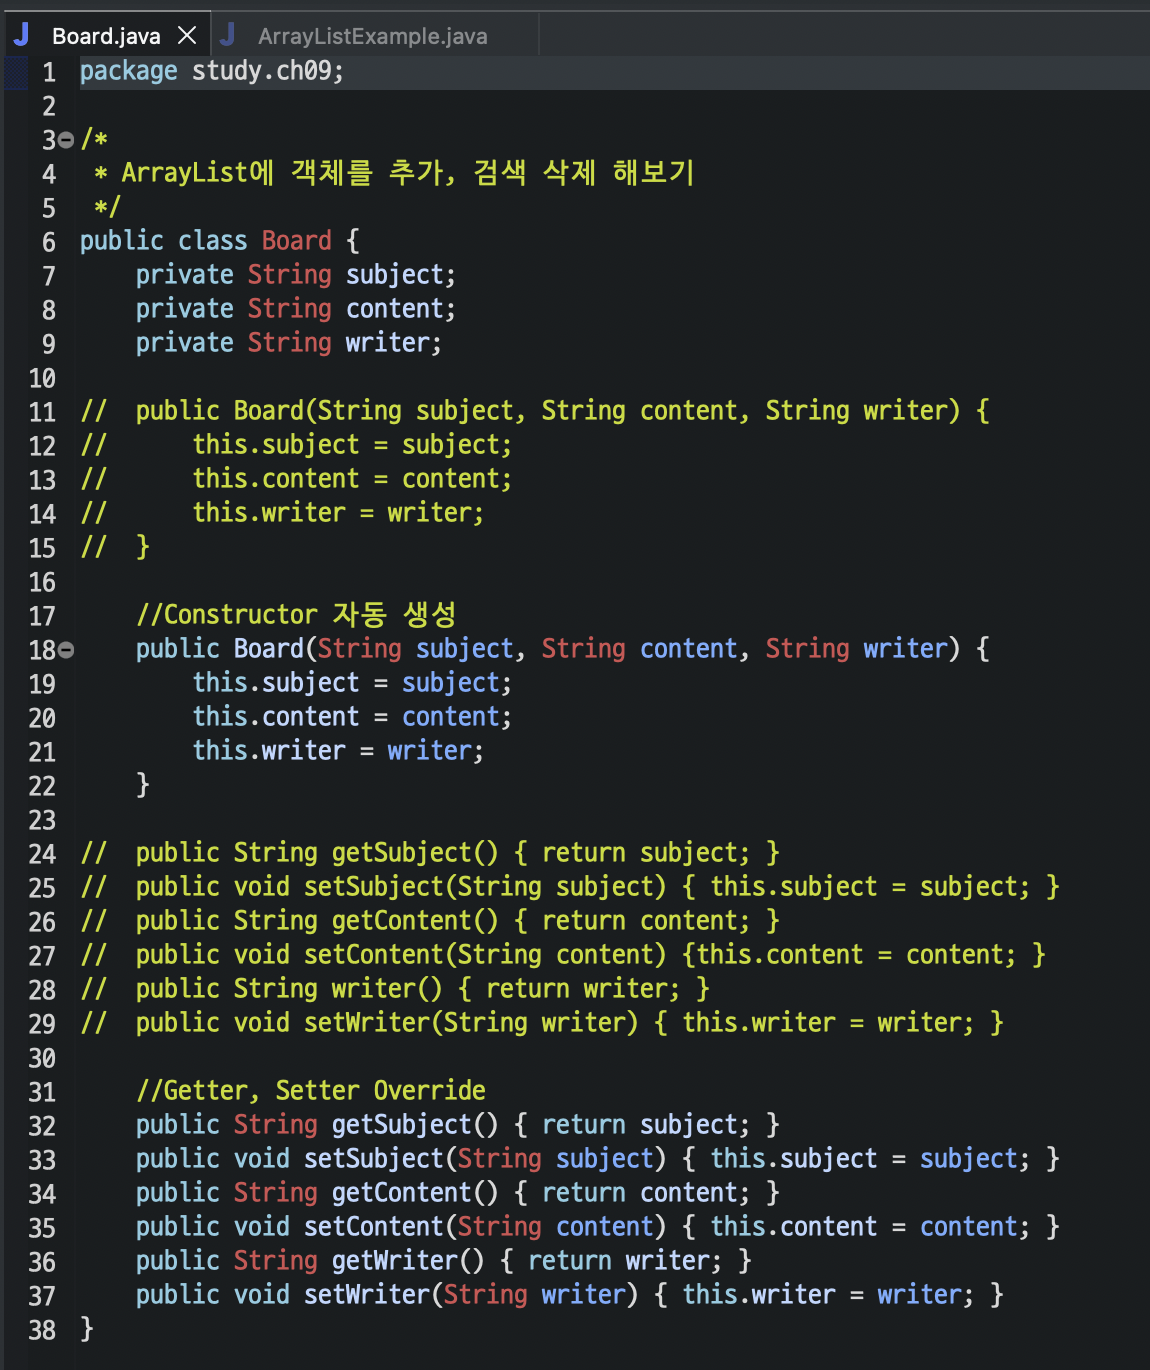 Board.java ArrayListExample.java
1 package study.ch09;
2
3 /*
4  * ArrayList에 객체를 추가, 검색 삭제 해보기
5  */
6 public class Board {
7     private String subject;
8     private String content;
9     private String writer;
10
11 //  public Board(String subject, String content, String writer) {
12 //      this.subject = subject;
13 //      this.content = content;
14 //      this.writer = writer;
15 //  }
16
17     //Constructor 자동 생성
18     public Board(String subject, String content, String writer) {
19         this.subject = subject;
20         this.content = content;
21         this.writer = writer;
22     }
23
24 //  public String getSubject() { return subject; }
25 //  public void setSubject(String subject) { this.subject = subject; }
26 //  public String getContent() { return content; }
27 //  public void setContent(String content) {this.content = content; }
28 //  public String writer() { return writer; }
29 //  public void setWriter(String writer) { this.writer = writer; }
30
31     //Getter, Setter Override
32     public String getSubject() { return subject; }
33     public void setSubject(String subject) { this.subject = subject; }
34     public String getContent() { return content; }
35     public void setContent(String content) { this.content = content; }
36     public String getWriter() { return writer; }
37     public void setWriter(String writer) { this.writer = writer; }
38 }